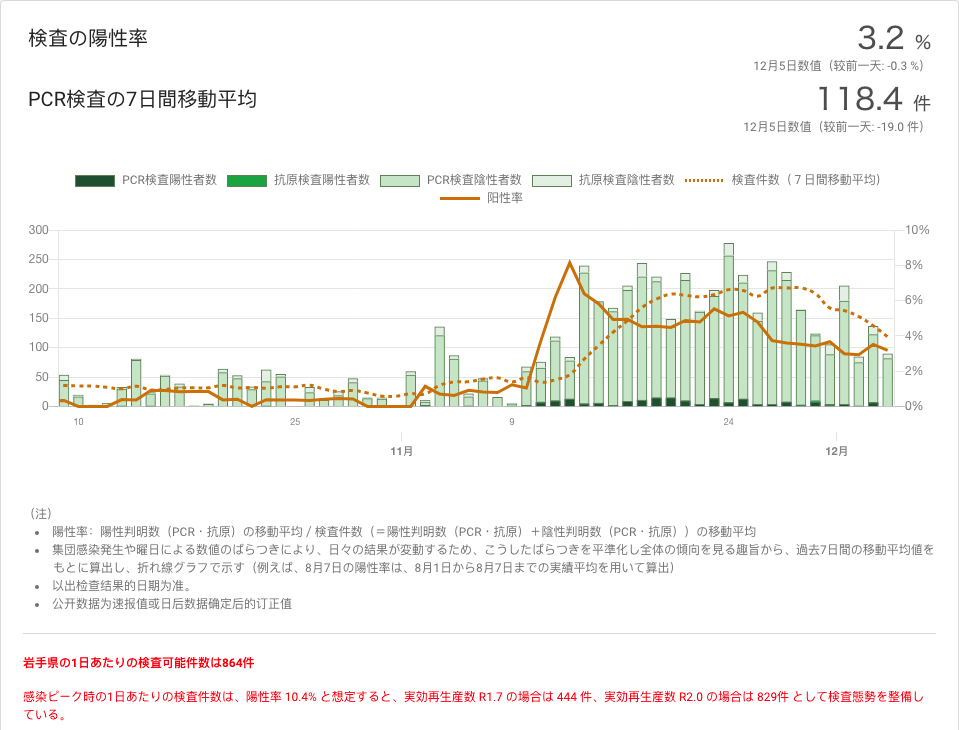 検査の陽性率
3.2 %
12月5日数值（较前一天: -0.3 %）
PCR検査の7日間移動平均
118.4 件
12月5日数值（较前一天: -19.0 件）
PCR検査陽性者数 抗原検査陽性者数 PCR検査陰性者数 抗原検査陰性者数 検査件数（７日間移動平均）
阳性率
300 10%
250 8%
200 6%
150 4%
100 2%
50 0%
0
10 25 9 24
11月 12月
（注）
• 陽性率：陽性判明数（PCR・抗原）の移動平均 / 検査件数（＝陽性判明数（PCR・抗原）＋陰性判明数（PCR・抗原））の移動平均
• 集団感染発生や曜日による数値のばらつきにより、日々の結果が変動するため、こうしたばらつきを平準化し全体の傾向を見る趣旨から、過去7日間の移動平均値を
もとに算出し、折れ線グラフで示す（例えば、8月7日の陽性率は、8月1日から8月7日までの実績平均を用いて算出）
• 以出检查结果的日期为准。
• 公开数据为速报值或日后数据确定后的订正值
岩手県の1日あたりの検査可能件数は864件
感染ピーク時の1日あたりの検査件数は、陽性率 10.4% と想定すると、実効再生産数 R1.7 の場合は 444 件、実効再生産数 R2.0 の場合は 829件 として検査態勢を整備し
ている。